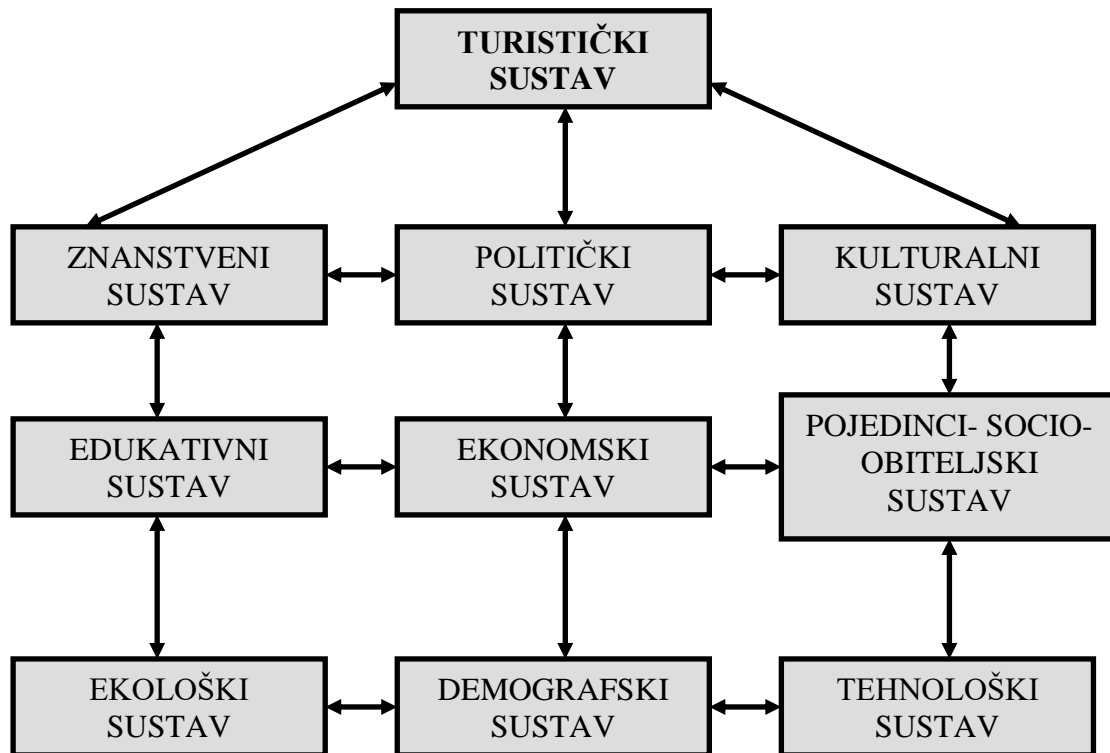 TURISTIČKI
SUSTAV
ZNANSTVENI
SUSTAV
POLITIČKI
SUSTAV
KULTURALNI
SUSTAV
EDUKATIVNI
SUSTAV
EKONOMSKI
SUSTAV
POJEDINCI- SOCIO-
OBITELJSKI
SUSTAV
EKOLOŠKI
SUSTAV
DEMOGRAFSKI
SUSTAV
TEHNOLOŠKI
SUSTAV